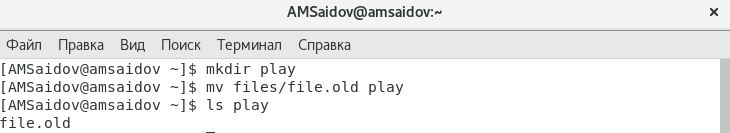 AMSaidov@amsaidov:~ ×
Файл Правка Вид Поиск Терминал Справка
[AMSaidov@amsaidov ~]$ mkdir play
[AMSaidov@amsaidov ~]$ mv files/file.old play
[AMSaidov@amsaidov ~]$ ls play
file.old